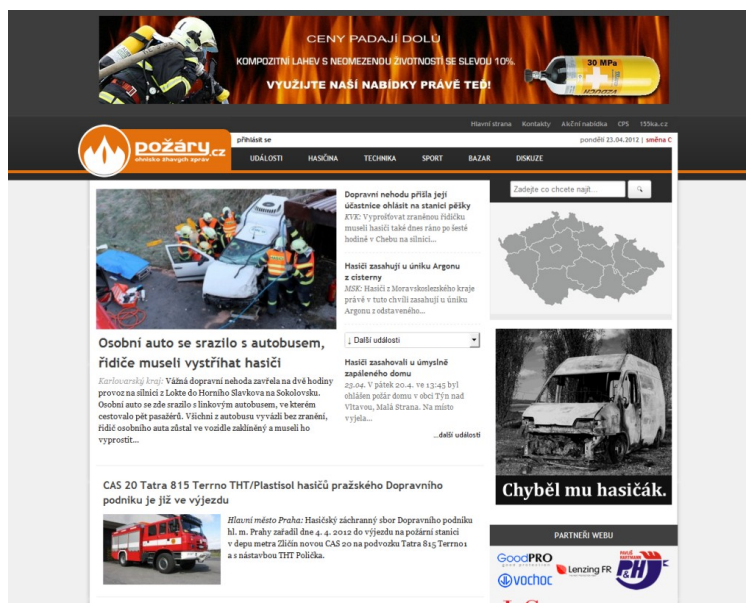 CENY PADAJÍ DOLŮ
KOMPOZITNÍ LAHEV S NEOMEZENOU ŽIVOTNOSTÍ SE SLEVOU 10%.
VYUŽIJTE NAŠÍ NABÍDKY PRÁVĚ TEĎ!
30 MPa
Hlavní strana Kontakty Akční nabídka CPS 155ka.cz
požáry.cz
ohnisko žhavých zpráv
přihlásit se
pondělí 23.04.2012 | směna C
UDÁLOSTI HASIČINA TECHNIKA SPORT BAZAR DISKUZE
Osobní auto se srazilo s autobusem,
řidiče museli vystříhat hasiči
Karlovarský kraj: Vážná dopravní nehoda zavřela na dvě hodiny
provoz na silnici z Lokte do Horního Slavkova na Sokolovsku.
Osobní auto se zde srazilo s linkovým autobusem, ve kterém
cestovalo pět pasažérů. Všichni z autobusu vyvázli bez zranění,
řidič osobního auta zůstal ve vozidle zaklíněný a museli ho
vyprostit...
Dopravní nehodu přišla její
účastnice ohlásit na stanici pěšky
KVK: Vyprošťovat zraněnou řidičku
museli hasiči také dnes ráno po šesté
hodině v Chebu na silnici...
Hasiči zasahují u úniku Argonu
z cisterny
MSK: Hasiči z Moravskoslezského kraje
právě v tuto chvíli zasahují u úniku
Argonu z odstaveného...
↓ Další události
Hasiči zasahovali u úmyslně
zapáleného domu
23.04. V pátek 20.4. ve 13:45 byl
ohlášen požár domu v obci Týn nad
Vltavou, Malá Strana. Na místo
vyjela...
...další události
Zadejte co chcete najít...
Chyběl mu hasičák.
CAS 20 Tatra 815 Terrno THT/Plastisol hasičů pražského Dopravního
podniku je již ve výjezdu
Hlavní město Praha: Hasičský záchranný sbor Dopravního podniku
hl. m. Prahy zařadil dne 4. 4. 2012 do výjezdu na požární stanici
v depu metra Zličín novou CAS 20 na podvozku Tatra 815 Terrno1
a s nástavbou THT Polička.
PARTNEŘI WEBU
GoodPRO
Lenzing FR
PAVLIŠ
HARTMANN
P&H
vochoc